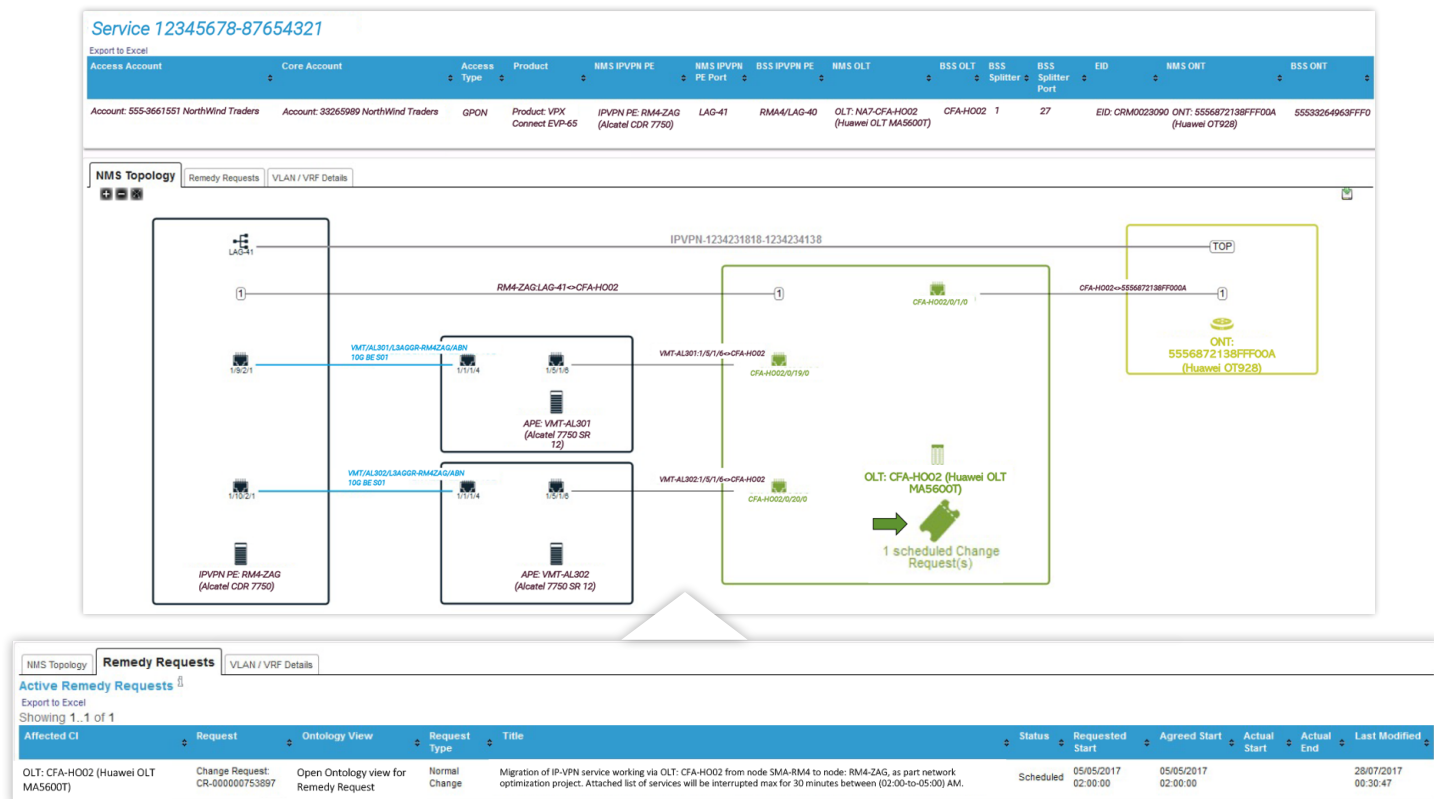 Service 12345678-87654321
Export to Excel
Access Account Core Account Access Type Product NMS IPVPN PE NMS IPVPN PE Port BSS IPVPN PE NMS OLT BSS OLT BSS Splitter BSS Splitter Port EID NMS ONT BSS ONT
Account: 555-3661551 NorthWind Traders Account: 33265989 NorthWind Traders GPON Product: VPX Connect EVP-65 IPVPN PE: RM4-ZAG (Alcatel CDR 7750) LAG-41 RMA4/LAG-40 OLT: NA7-CFA-HO02 (Huawei OLT MA5600T) CFA-HO02 1 27 EID: CRM0023090 ONT: 5556872138FFF00A (Huawei OT928) 55533264963FFF0
NMS Topology Remedy Requests VLAN / VRF Details
LAG-41
IPVPN-1234231818-1234234138
TOP
1
RM4-ZAG:LAG-41<>CFA-HO02
1
CFA-HO02/0/1/0
CFA-HO02<>5556872138FF000A
1
ONT:
5556872138FFF00A
(Huawei OT928)
1/9/2/1
VMT/AL301/L3AGGR-RM4ZAG/ABN
10G BE S01
1/1/1/4
1/5/1/6
VMT-AL301:1/5/1/6<>CFA-HO02
CFA-HO02/0/19/0
APE: VMT-AL301
(Alcatel 7750 SR
12)
1/10/2/1
VMT/AL302/L3AGGR-RM4ZAG/ABN
10G BE S01
1/1/1/4
1/5/1/6
VMT-AL302:1/5/1/6<>CFA-HO02
CFA-HO02/0/20/0
OLT: CFA-HO02 (Huawei OLT
MA5600T)
1 scheduled Change
Request(s)
IPVPN PE: RM4-ZAG
(Alcatel CDR 7750)
APE: VMT-AL302
(Alcatel 7750 SR 12)
NMS Topology Remedy Requests VLAN / VRF Details
Active Remedy Requests
Export to Excel
Showing 1..1 of 1
Affected CI Request Ontology View Request Type Title Status Requested Start Agreed Start Actual Start Actual End Last Modified
OLT: CFA-HO02 (Huawei OLT MA5600T) Change Request: CR-000000753897 Open Ontology view for Remedy Request Normal Change Migration of IP-VPN service working via OLT: CFA-HO02 from node SMA-RM4 to node: RM4-ZAG, as part network optimization project. Attached list of services will be interrupted max for 30 minutes between (02:00-to-05:00) AM. Scheduled 05/05/2017 02:00:00 05/05/2017 02:00:00 28/07/2017 00:30:47